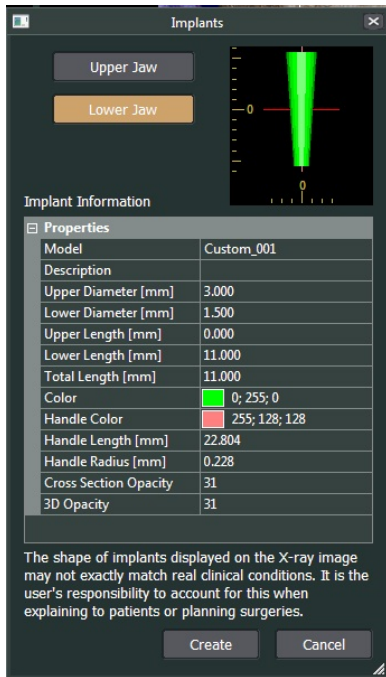 Implants
Upper Jaw
Lower Jaw
0
0
Implant Information
Properties
Model Custom_001
Description
Upper Diameter [mm] 3.000
Lower Diameter [mm] 1.500
Upper Length [mm] 0.000
Lower Length [mm] 11.000
Total Length [mm] 11.000
Color 0; 255; 0
Handle Color 255; 128; 128
Handle Length [mm] 22.804
Handle Radius [mm] 0.228
Cross Section Opacity 31
3D Opacity 31
The shape of implants displayed on the X-ray image
may not exactly match real clinical conditions. It is the
user's responsibility to account for this when
explaining to patients or planning surgeries.
Create Cancel